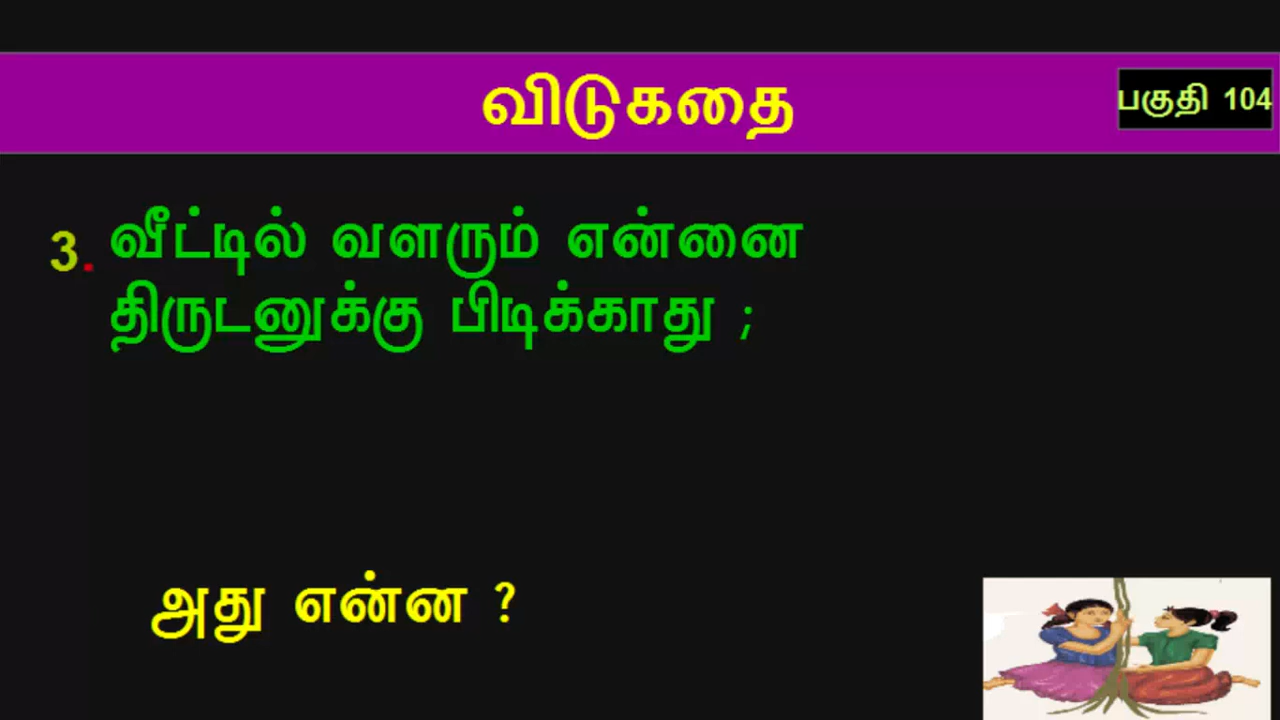 விடுகதை
பகுதி 104
3. வீட்டில் வளரும் என்னை
திருடனுக்கு பிடிக்காது ;
அது என்ன ?